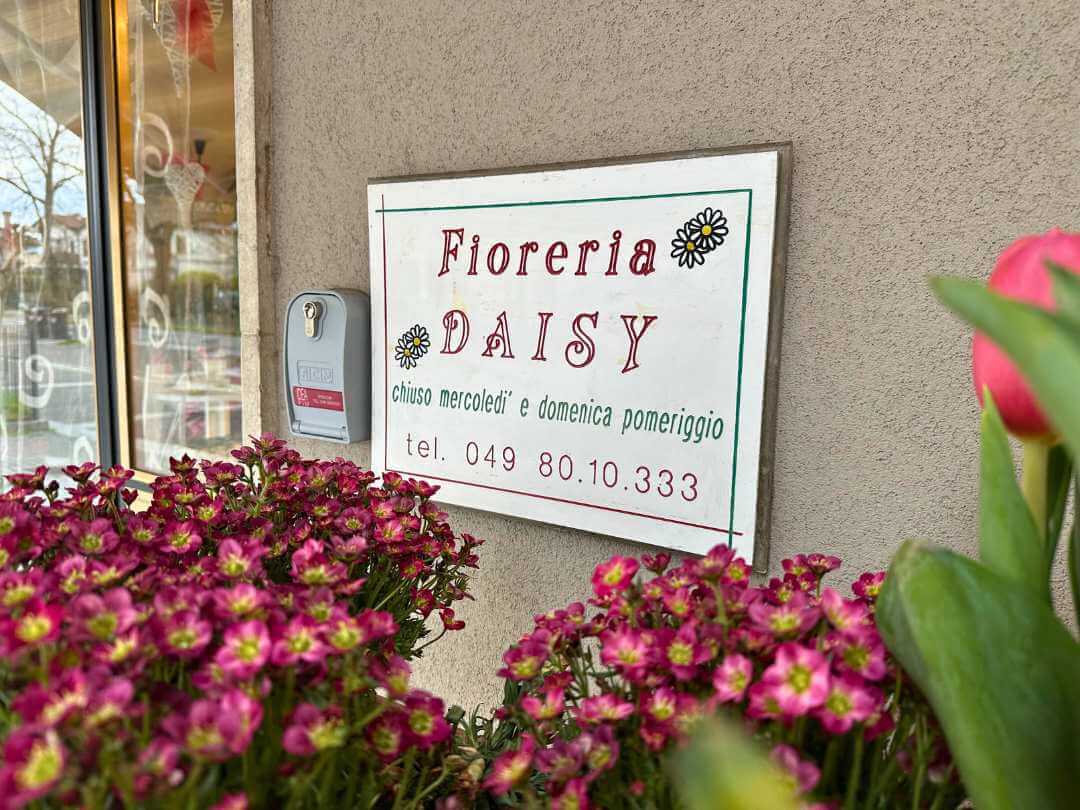 Fioreria
DAISY
chiuso mercoledi' e domenica pomeriggio
tel. 049 80.10.333